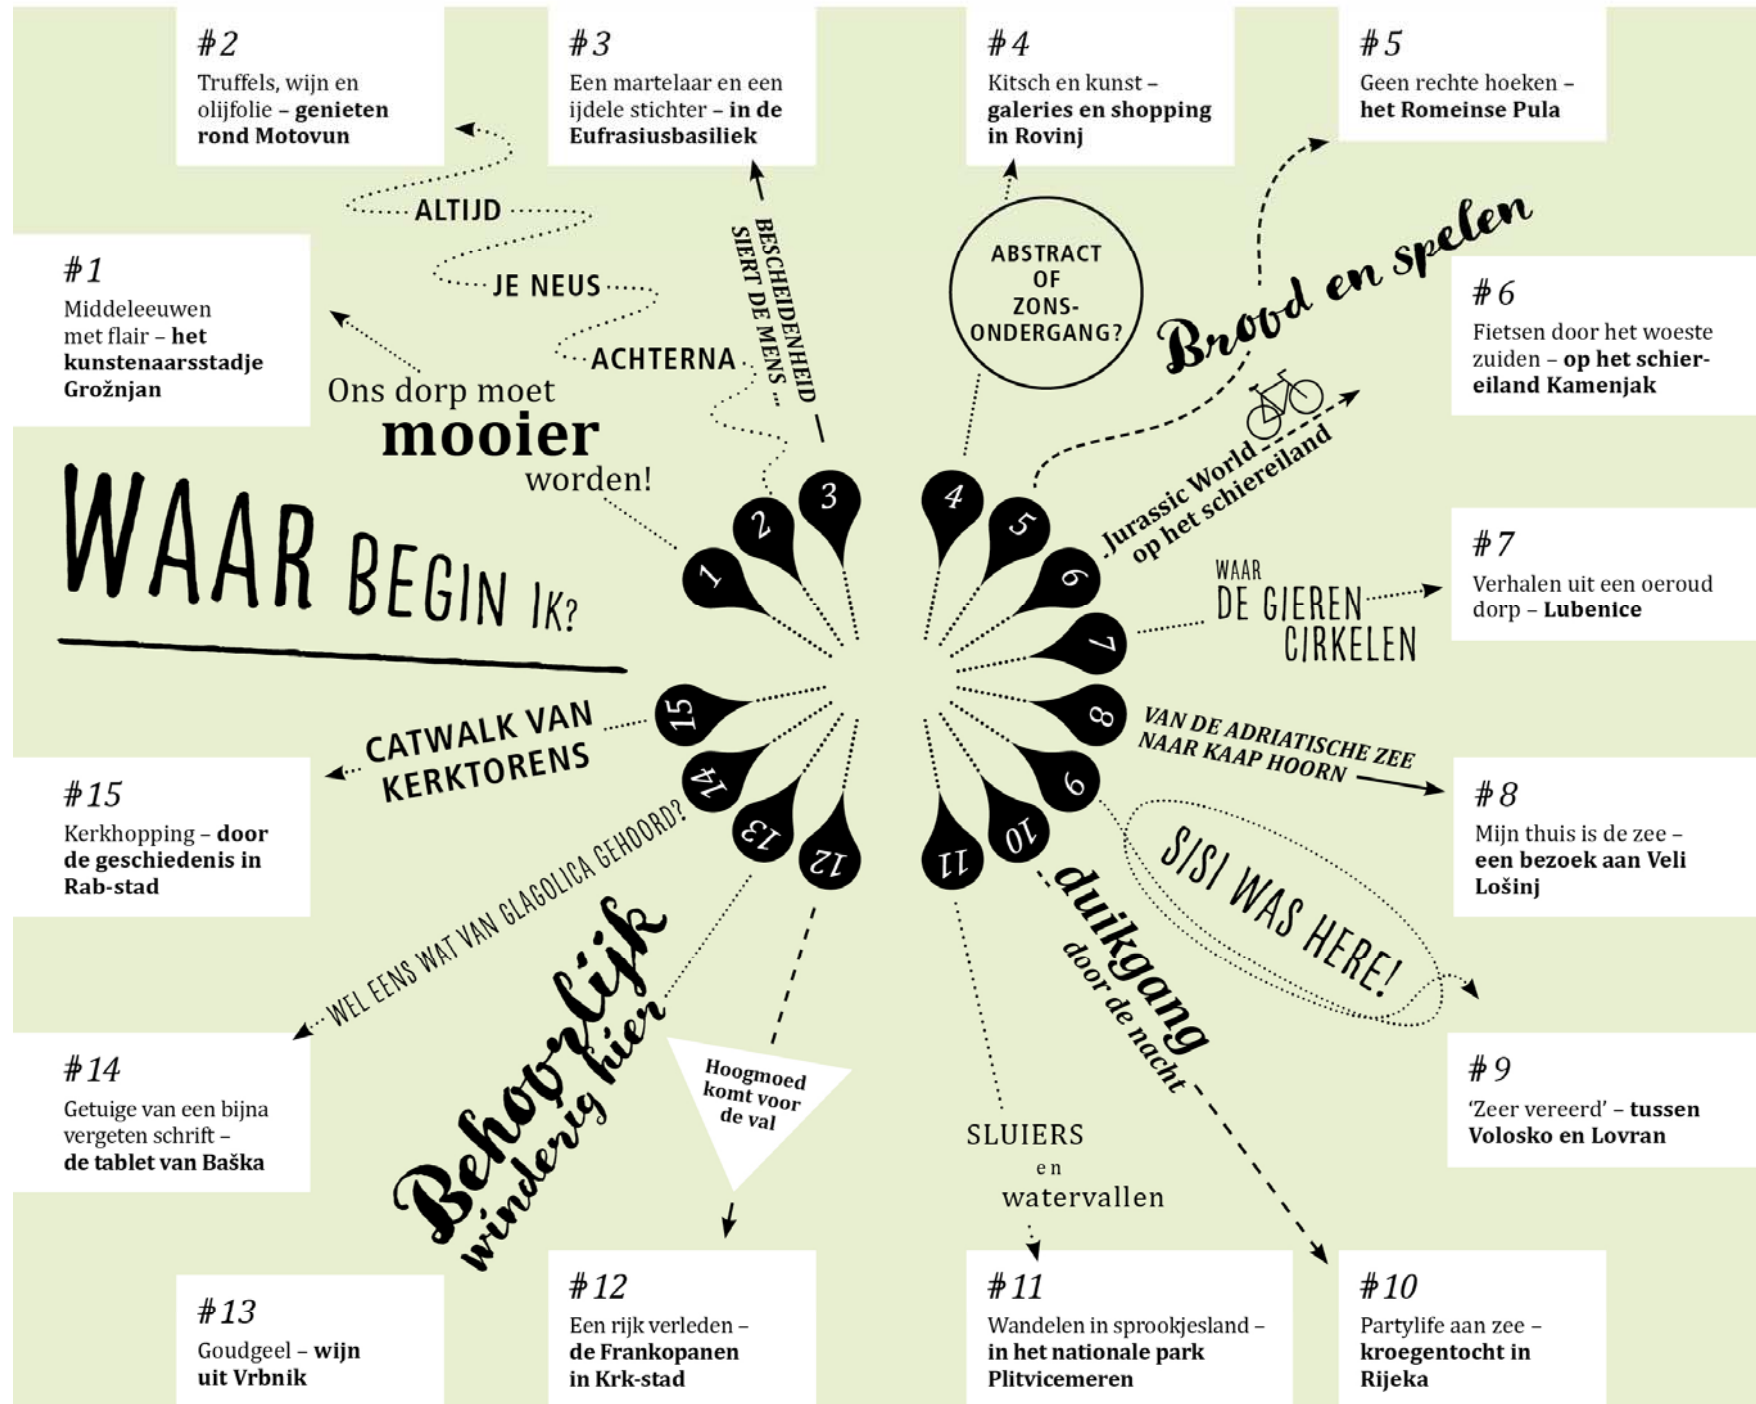 #2
Truffels, wijn en
olijfolie – genieten
rond Motovun
#3
Een martelaar en een
ijdele stichter – in de
Eufrasiusbasiliek
#4
Kitsch en kunst –
galeries en shopping
in Rovinj
#5
Geen rechte hoeken –
het Romeinse Pula
#1
Middeleeuwen
met flair – het
kunstenaarsstadje
Grožnjan
ALTIJD
JE NEUS
ACHTERNA
BESCHEIDENHEID
SIERT DE MENS ...
ABSTRACT
OF
ZONS-
ONDERGANG?
Brood en spelen
#6
Fietsen door het woeste
zuiden – op het schier-
eiland Kamenjak
Ons dorp moet
mooier
worden!
Jurassic World
op het schiereiland
WAAR BEGIN IK?
1
2
3
4
5
6
7
8
9
10
11
12
13
14
15
WAAR
DE GIEREN
CIRKELEN
#7
Verhalen uit een oeroud
dorp – Lubenice
CATWALK VAN
KERKTORENS
VAN DE ADRIATISCHE ZEE
NAAR KAAP HOORN
#15
Kerkhopping – door
de geschiedenis in
Rab-stad
#8
Mijn thuis is de zee –
een bezoek aan Veli
Lošinj
WEL EENS WAT VAN GLAGOLICA GEHOORD?
SISI WAS HERE!
duikgang
door de nacht
Behoorlijk
winderig hier
#14
Getuige van een bijna
vergeten schrift –
de tablet van Baška
Hoogmoed
komt voor
de val
SLUIERS
en
watervallen
#9
‘Zeer vereerd’ – tussen
Volosko en Lovran
#13
Goudgeel – wijn
uit Vrbnik
#12
Een rijk verleden –
de Frankopanen
in Krk-stad
#11
Wandelen in sprookjesland –
in het nationale park
Plitvicemeren
#10
Partylife aan zee –
kroegentocht in
Rijeka